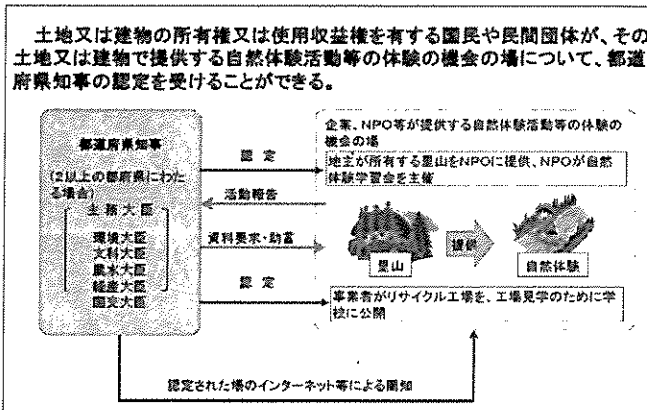 土地又は建物の所有権又は使用収益権を有する国民や民間団体が、その
土地又は建物で提供する自然体験活動等の体験の機会の場について、都道
府県知事の認定を受けることができる。
都道府県知事
(2以上の都府県にわた
る場合)
主務大臣
環境大臣
文科大臣
農水大臣
経産大臣
国交大臣
認 定
活動報告
資料要求・助言
認 定
企業、NPO等が提供する自然体験活動等の体験の
機会の場
地主が所有する里山をNPOに提供、NPOが自然
体験学習会を主催
里山
提供
自然体験
事業者がリサイクル工場を、工場見学のために学
校に公開
認定された場のインターネット等による周知